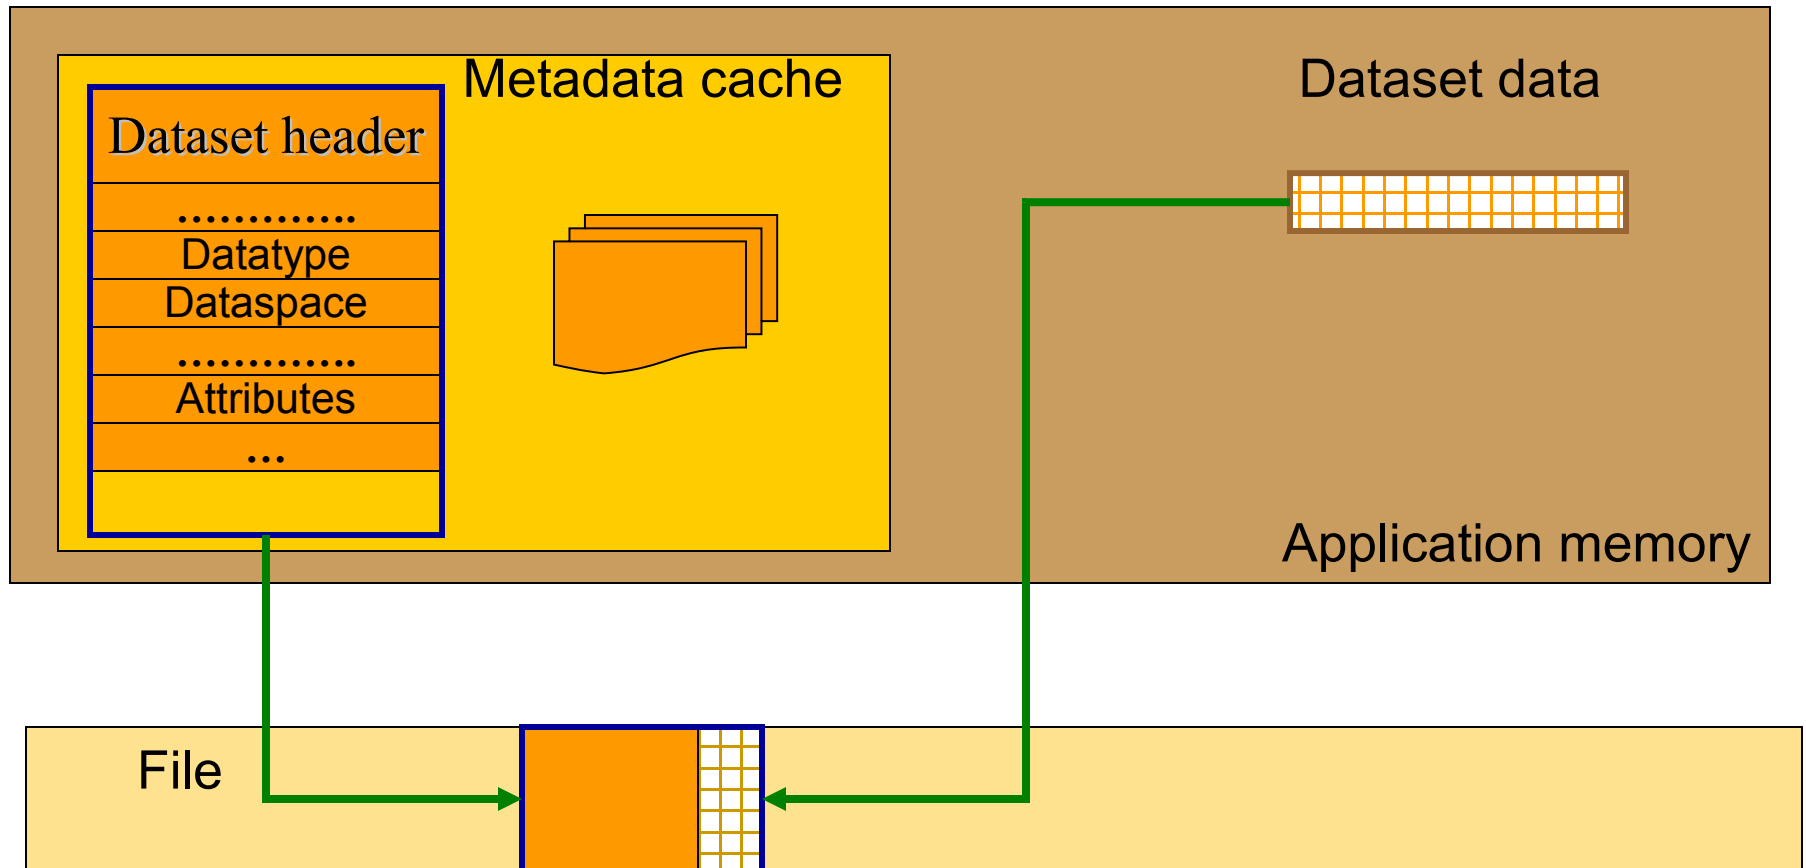 Metadata cache
Dataset data
Dataset header
.............
Datatype
Dataspace
.............
Attributes
...
Application memory
File